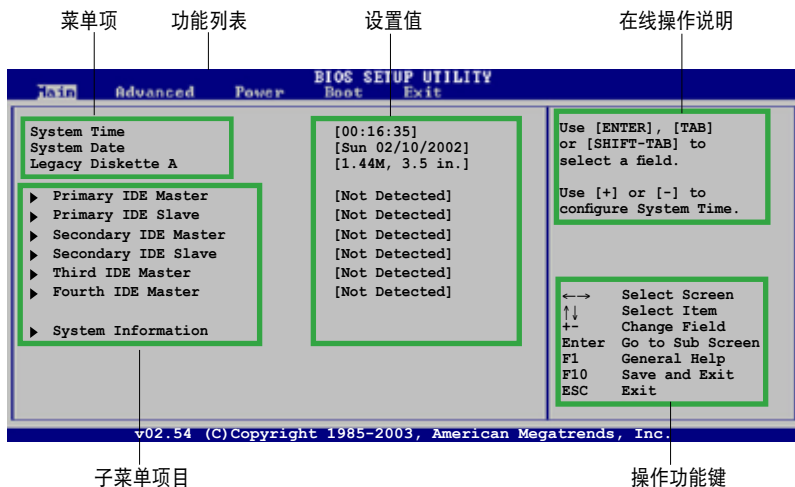 菜单项 功能列表 设置值 在线操作说明
BIOS SETUP UTILITY
Main Advanced Power Boot Exit
System Time [00:16:35]
System Date [Sun 02/10/2002]
Legacy Diskette A [1.44M, 3.5 in.]
Use [ENTER], [TAB]
or [SHIFT-TAB] to
select a field.
Use [+] or [-] to
configure System Time.
▶ Primary IDE Master [Not Detected]
▶ Primary IDE Slave [Not Detected]
▶ Secondary IDE Master [Not Detected]
▶ Secondary IDE Slave [Not Detected]
▶ Third IDE Master [Not Detected]
▶ Fourth IDE Master [Not Detected]
▶ System Information
←→ Select Screen
↑↓ Select Item
+- Change Field
Enter Go to Sub Screen
F1 General Help
F10 Save and Exit
ESC Exit
v02.54 (C)Copyright 1985-2003, American Megatrends, Inc.
子菜单项目 操作功能键